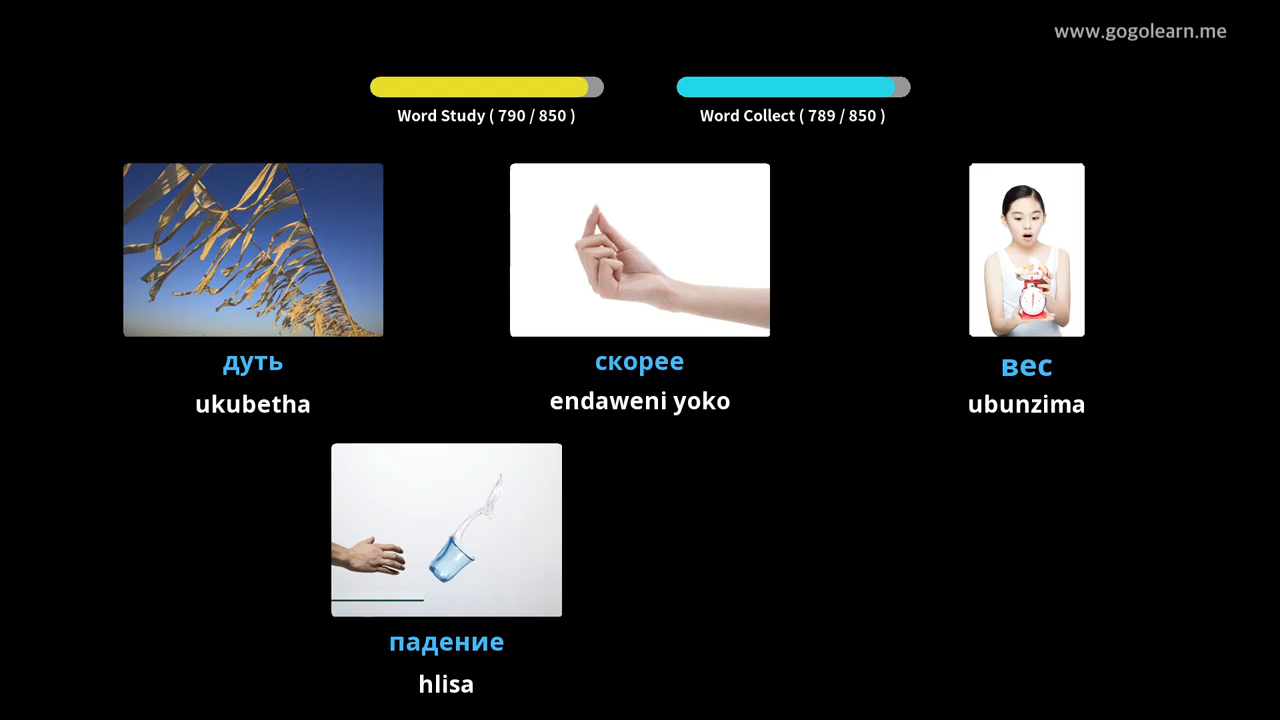 www.gogolearn.me
Word Study ( 790 / 850 )
Word Collect ( 789 / 850 )
дуть
ukubetha
скорее
endaweni yoko
вес
ubunzima
падение
hlisa